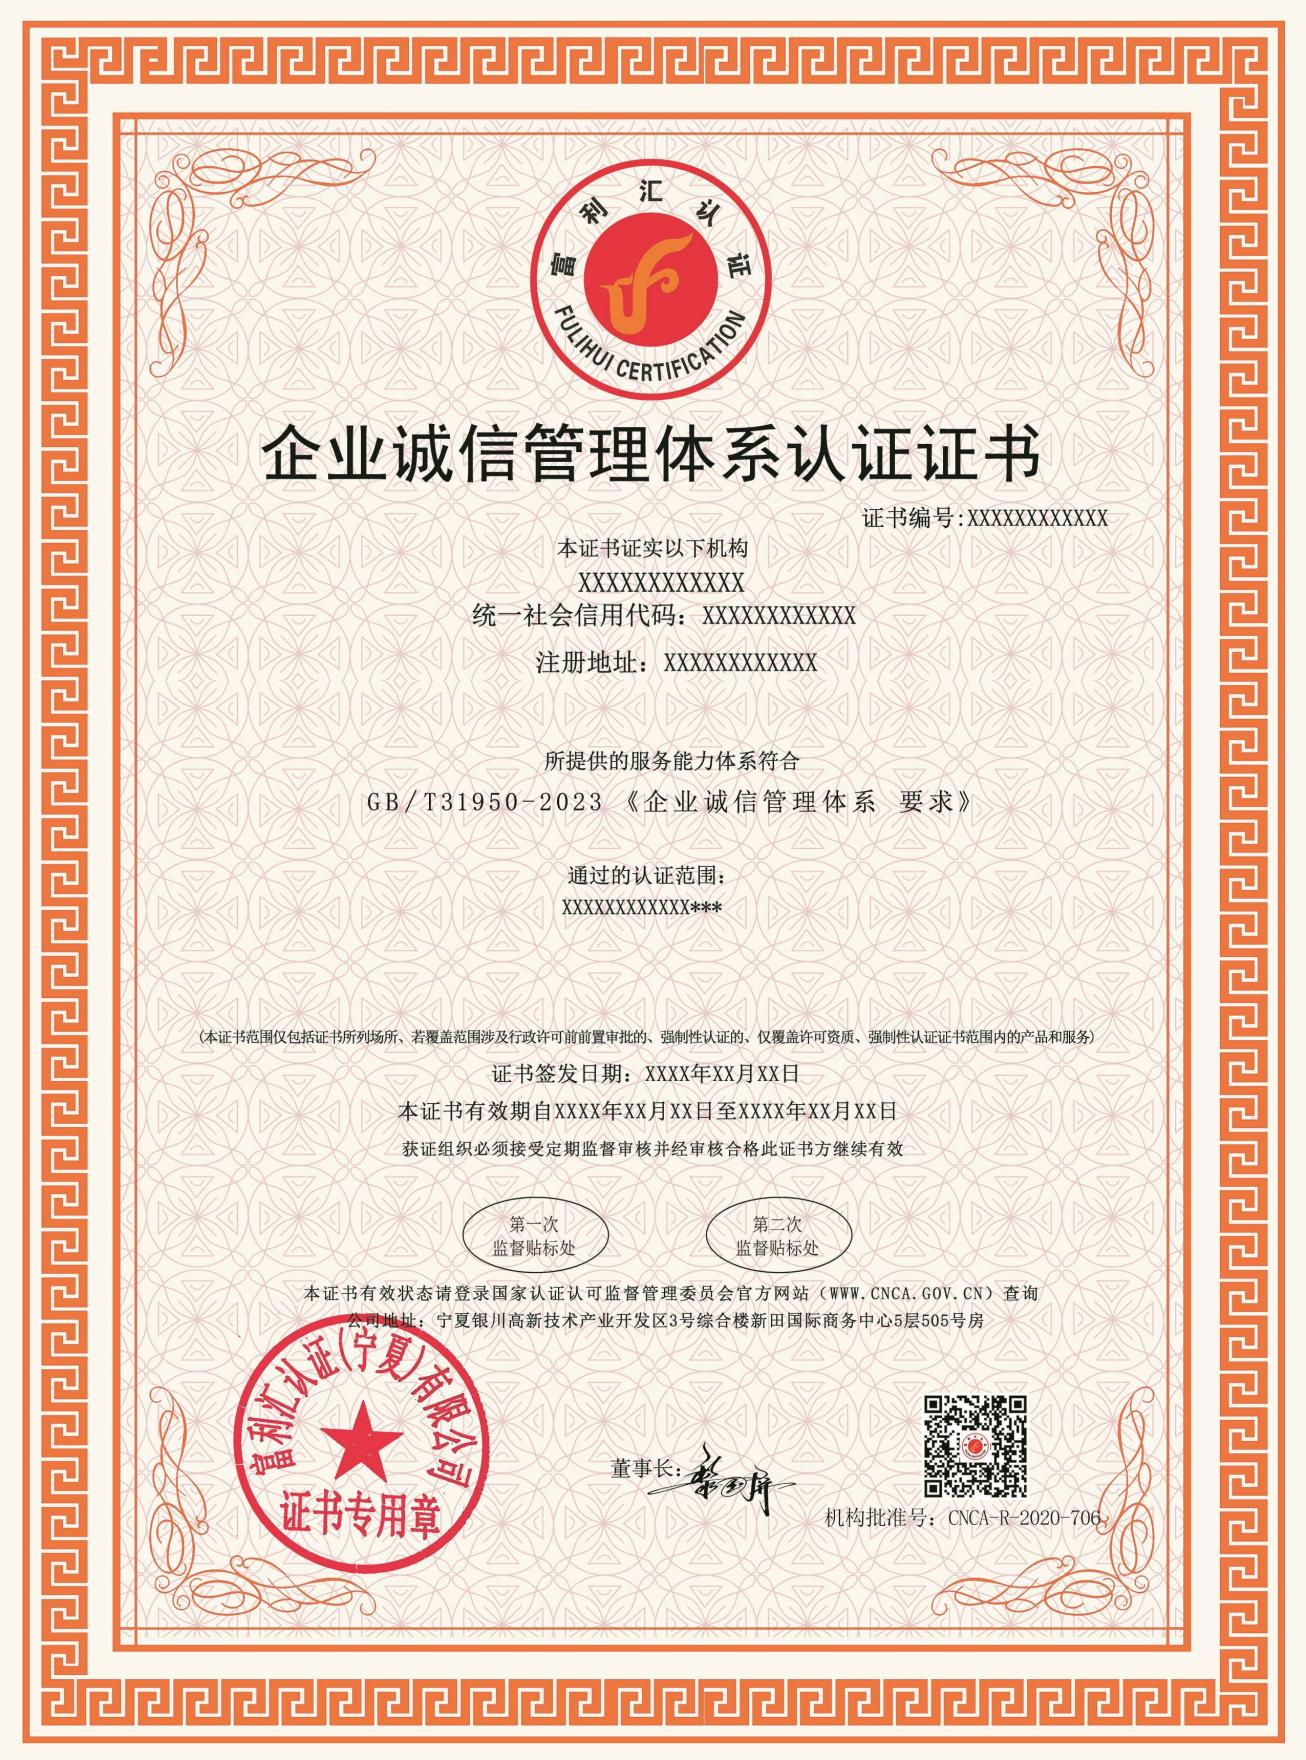 富利汇认证
FULIHUI CERTIFICATION
企业诚信管理体系认证证书
证书编号:XXXXXXXXXXXX
本证书证实以下机构
XXXXXXXXXXXX
统一社会信用代码：XXXXXXXXXXXX
注册地址：XXXXXXXXXXXX
所提供的服务能力体系符合
GB/T31950-2023 《企业诚信管理体系 要求》
通过的认证范围：
XXXXXXXXXXXX***
(本证书范围仅包括证书所列场所、若覆盖范围涉及行政许可前前置审批的、强制性认证的、仅覆盖许可资质、强制性认证证书范围内的产品和服务)
证书签发日期：XXXX年XX月XX日
本证书有效期自XXXX年XX月XX日至XXXX年XX月XX日
获证组织必须接受定期监督审核并经审核合格此证书方继续有效
第一次
监督贴标处
第二次
监督贴标处
本证书有效状态请登录国家认证认可监督管理委员会官方网站（WWW.CNCA.GOV.CN）查询
公司地址：宁夏银川高新技术产业开发区3号综合楼新田国际商务中心5层505号房
富利汇认证(宁夏)有限公司
证书专用章
董事长：
机构批准号：CNCA-R-2020-706